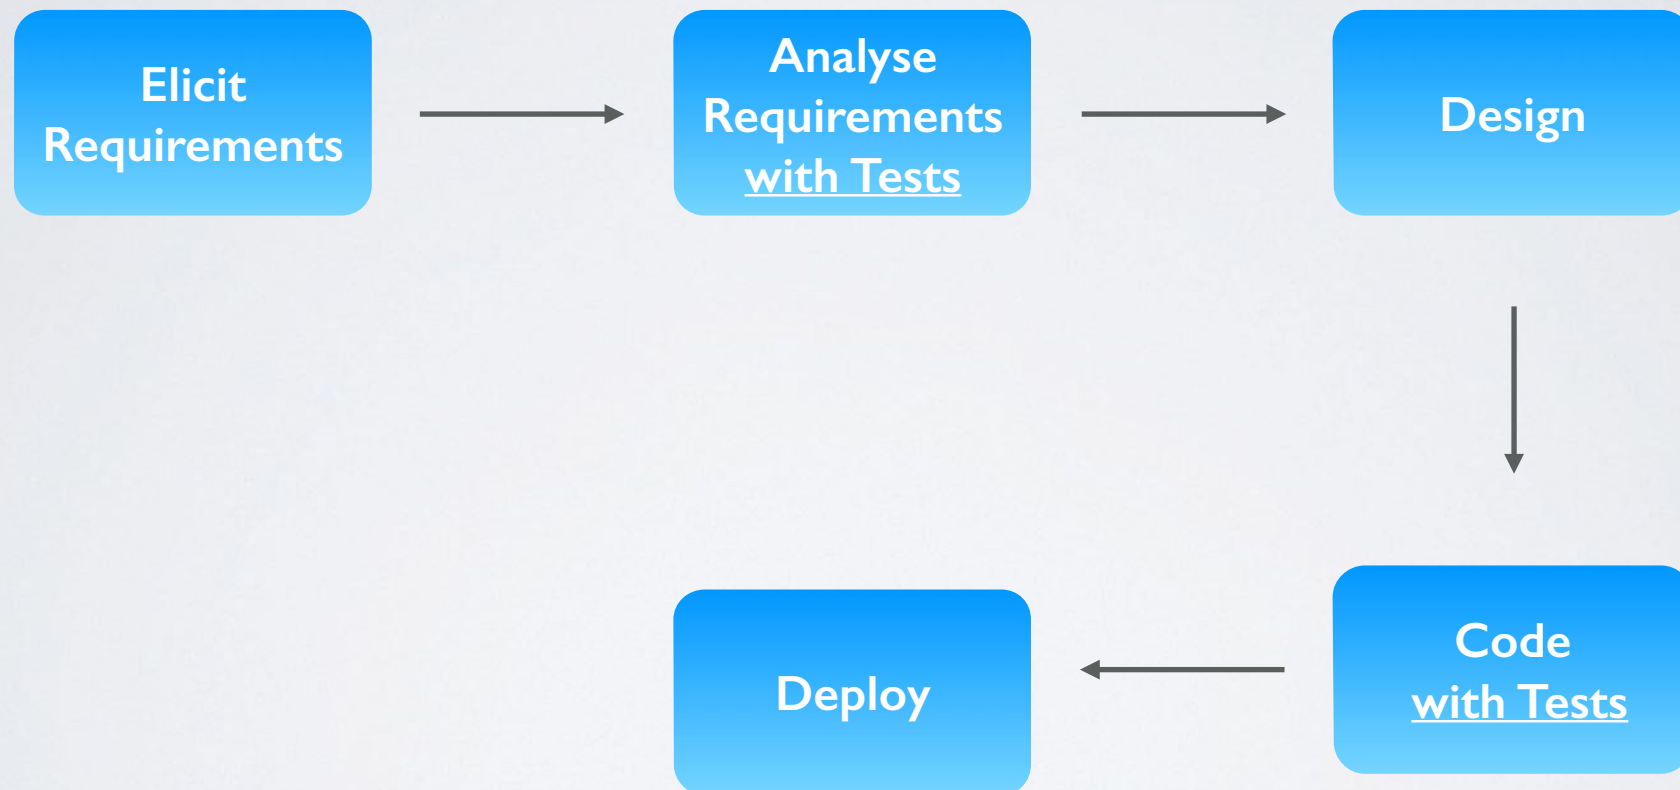 Elicit
Requirements
Analyse
Requirements
with Tests
Design
Code
with Tests
Deploy